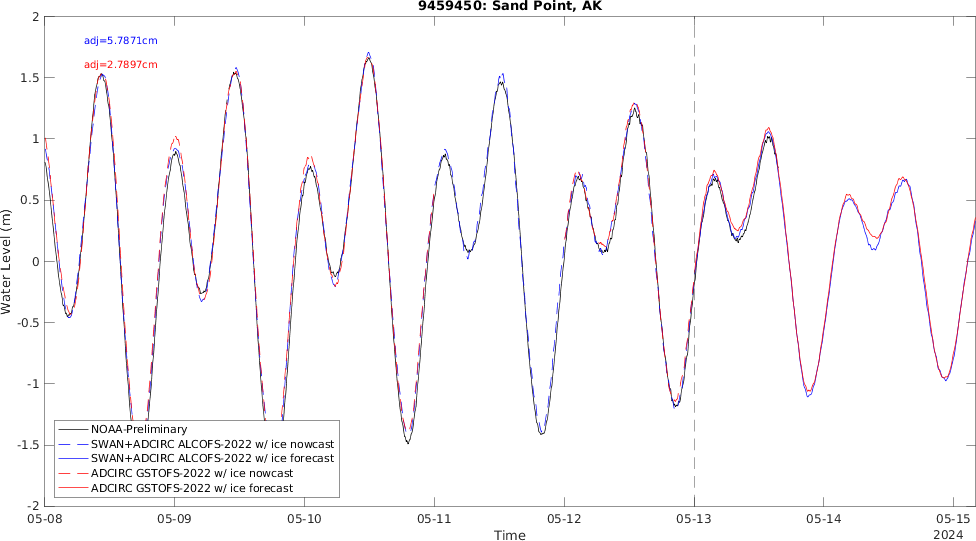 9459450: Sand Point, AK
adj=5.7871cm
adj=2.7897cm
2
1.5
1
0.5
0
-0.5
-1
-1.5
-2
Water Level (m)
NOAA-Preliminary
SWAN+ADCIRC ALCOFS-2022 w/ ice nowcast
SWAN+ADCIRC ALCOFS-2022 w/ ice forecast
ADCIRC GSTOFS-2022 w/ ice nowcast
ADCIRC GSTOFS-2022 w/ ice forecast
05-08 05-09 05-10 05-11 05-12 05-13 05-14 05-15
Time
2024